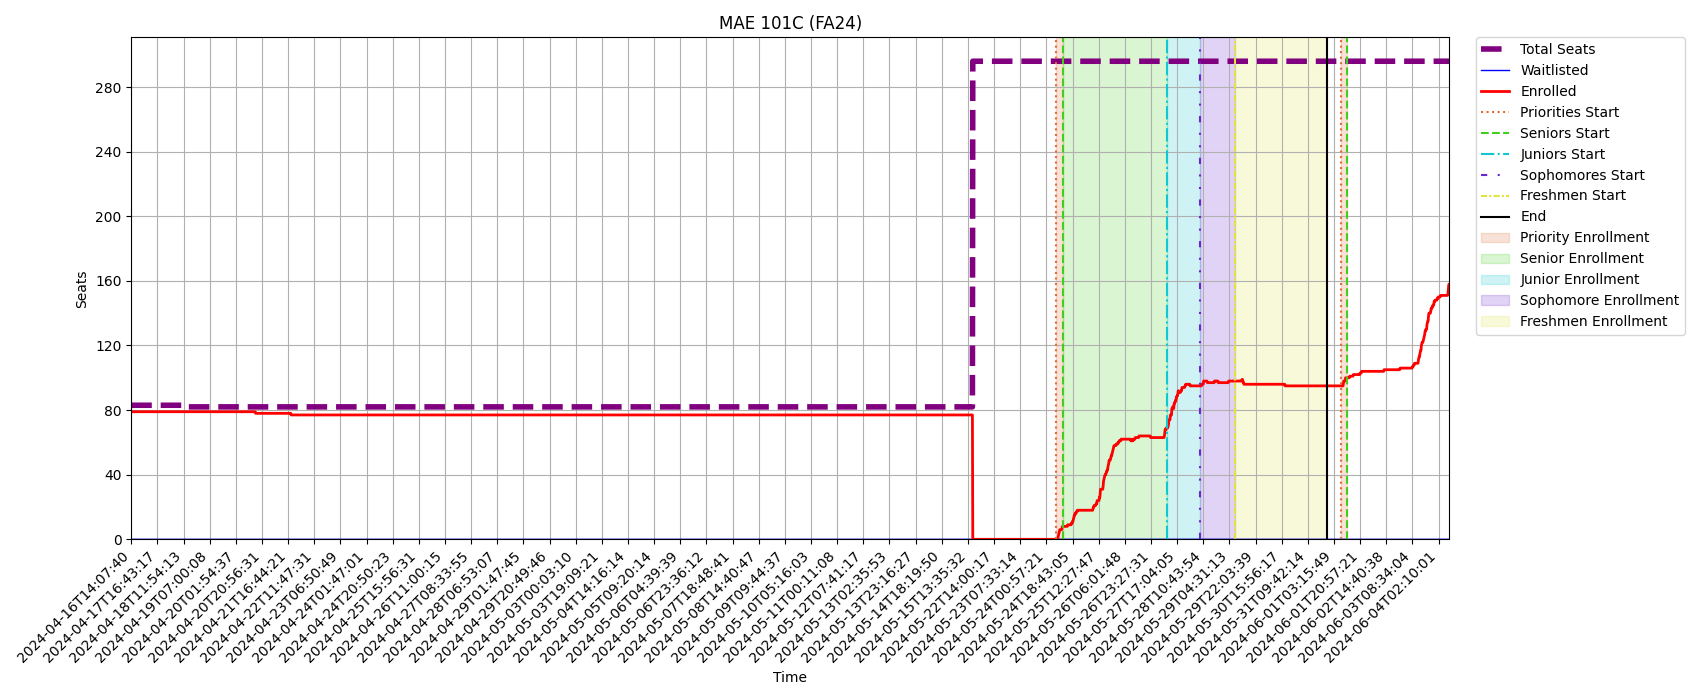 MAE 101C (FA24)
Seats
280
240
200
160
120
80
40
0
2024-04-16T14:07:40
2024-04-17T16:43:17
2024-04-18T11:54:13
2024-04-19T07:00:08
2024-04-20T01:54:37
2024-04-20T20:56:31
2024-04-21T16:44:21
2024-04-22T11:47:31
2024-04-23T06:50:49
2024-04-24T01:47:01
2024-04-24T20:50:23
2024-04-25T15:56:31
2024-04-26T11:00:15
2024-04-27T08:33:55
2024-04-28T06:53:07
2024-04-29T01:47:45
2024-04-29T20:49:46
2024-05-03T00:03:10
2024-05-03T19:09:21
2024-05-04T14:16:14
2024-05-05T09:20:14
2024-05-06T04:39:39
2024-05-06T23:36:12
2024-05-07T18:48:41
2024-05-08T14:40:47
2024-05-09T09:44:37
2024-05-10T05:16:03
2024-05-11T00:11:08
2024-05-12T07:41:17
2024-05-13T02:35:53
2024-05-13T23:16:27
2024-05-14T18:19:50
2024-05-15T13:35:32
2024-05-22T14:00:17
2024-05-23T07:33:14
2024-05-24T00:57:21
2024-05-24T18:43:05
2024-05-25T12:27:47
2024-05-26T06:01:48
2024-05-26T23:27:31
2024-05-27T17:04:05
2024-05-28T10:43:54
2024-05-29T04:31:13
2024-05-29T22:03:39
2024-05-30T15:56:17
2024-05-31T09:42:14
2024-06-01T03:15:49
2024-06-01T20:57:21
2024-06-02T14:40:38
2024-06-03T08:34:04
2024-06-04T02:10:01
Time
Total Seats
Waitlisted
Enrolled
Priorities Start
Seniors Start
Juniors Start
Sophomores Start
Freshmen Start
End
Priority Enrollment
Senior Enrollment
Junior Enrollment
Sophomore Enrollment
Freshmen Enrollment